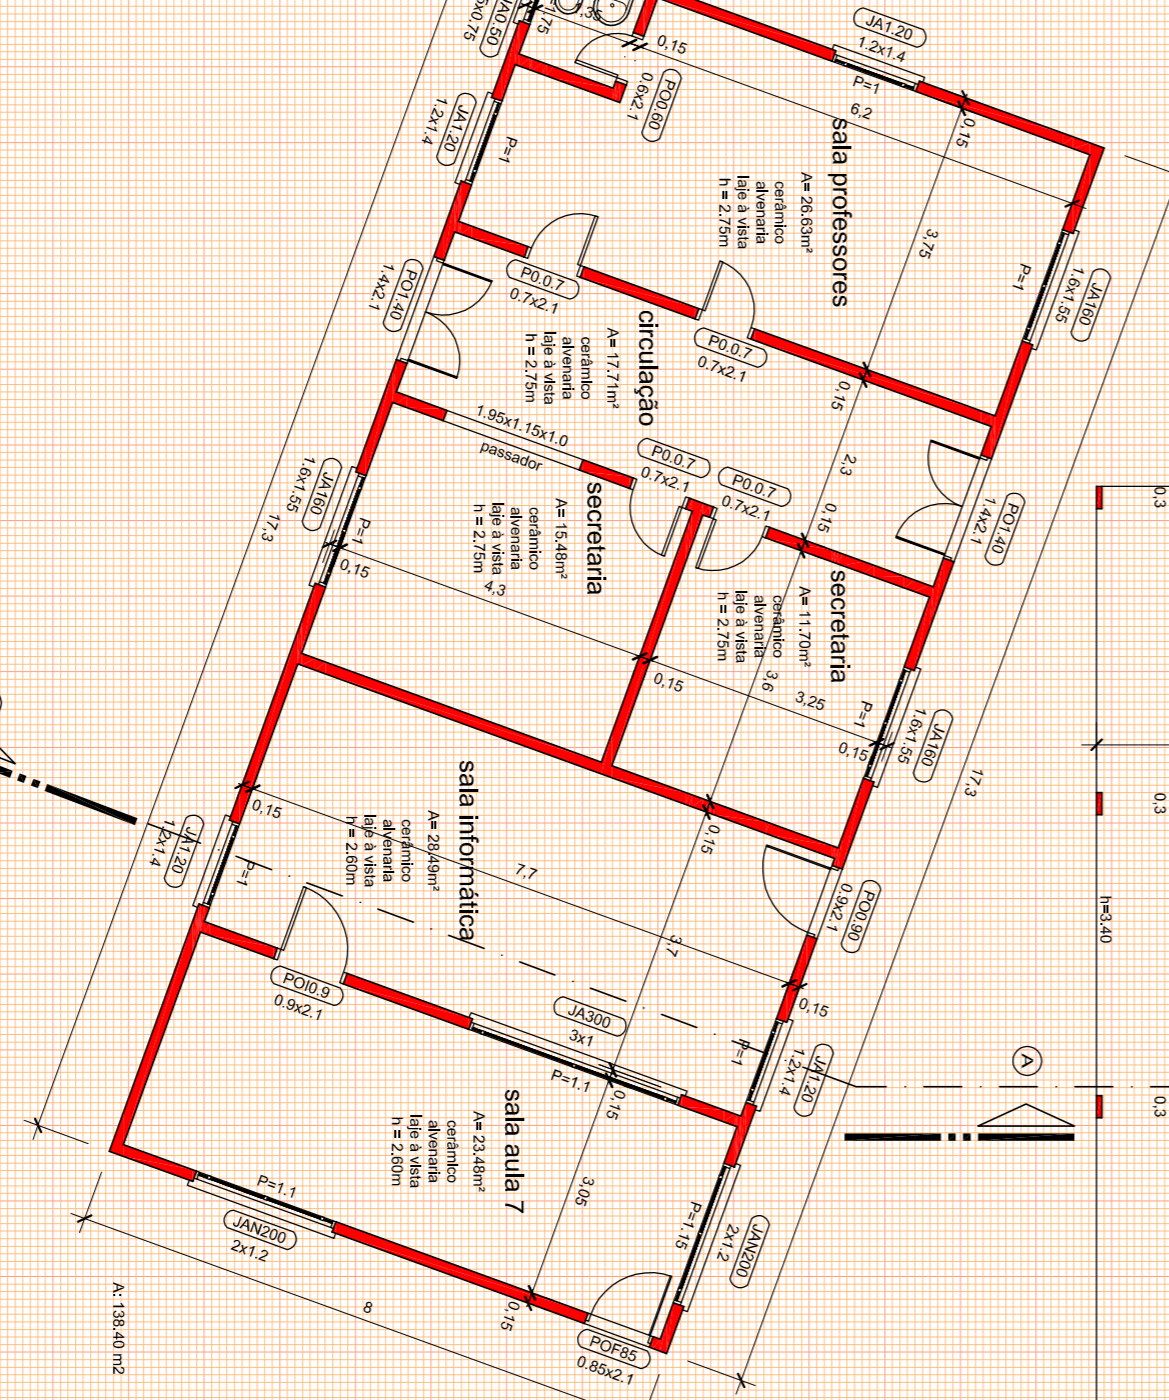 JA0.50
5x0.75
1,75
1,35
0,15
PO0.60
0.6x2.1
JA1.20
1.2x1.4
P=1
6,2
0,15
JA1.20
1.2x1.4
P=1
sala professores
A= 26.63m²
cerâmico
alvenaria
laje à vista
h = 2.75m
3,75
P=1
JA160
1.6x1.55
PO1.40
1.4x2.1
P0.0.7
0.7x2.1
P0.0.7
0.7x2.1
circulação
A= 17.71m²
cerâmico
alvenaria
laje à vista
h = 2.75m
0,15
2,3
0,15
1.95x1.15x1.0
passador
P0.0.7
0.7x2.1
P0.0.7
0.7x2.1
PO1.40
1.4x2.1
0,3
17,3
JA160
1.6x1.55
P=1
0,15
secretaria
A= 15.48m²
cerâmico
alvenaria
laje à vista
h = 2.75m
4,3
0,15
secretaria
A= 11.70m²
cerâmico
alvenaria
laje à vista
h = 2.75m
3,6
3,25
P=1
0,15
JA160
1.6x1.55
17,3
0,3
0,15
JA1.20
1.2x1.4
P=1
sala informática
A= 28.49m²
cerâmico
alvenaria
laje à vista
h = 2.60m
0,15
7,7
3,7
PO0.90
0.9x2.1
h=3.40
POI0.9
0.9x2.1
JA300
3x1
P=1.1
0,15
P=1
JA1.20
1.2x1.4
A
0,3
0,15
sala aula 7
A= 23.48m²
cerâmico
alvenaria
laje à vista
h = 2.60m
3,05
P=1.1
JAN200
2x1.2
P=1.15
JAN200
2x1.2
0,15
POF85
0.85x2.1
8
A: 138.40 m2